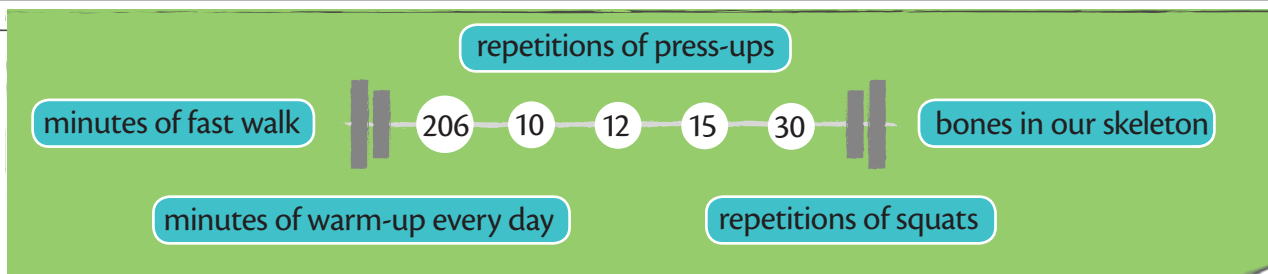 repetitions of press-ups
minutes of fast walk
206 10 12 15 30
bones in our skeleton
minutes of warm-up every day
repetitions of squats